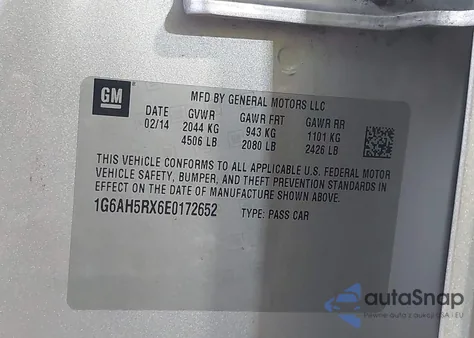 GM
MFD BY GENERAL MOTORS LLC
DATE GVWR GAWR FRT GAWR RR
02/14 2044 KG 943 KG 1101 KG
4506 LB 2080 LB 2426 LB
THIS VEHICLE CONFORMS TO ALL APPLICABLE U.S. FEDERAL MOTOR
VEHICLE SAFETY, BUMPER, AND THEFT PREVENTION STANDARDS IN
EFFECT ON THE DATE OF MANUFACTURE SHOWN ABOVE.
1G6AH5RX6E0172652 TYPE: PASS CAR
autoSnap